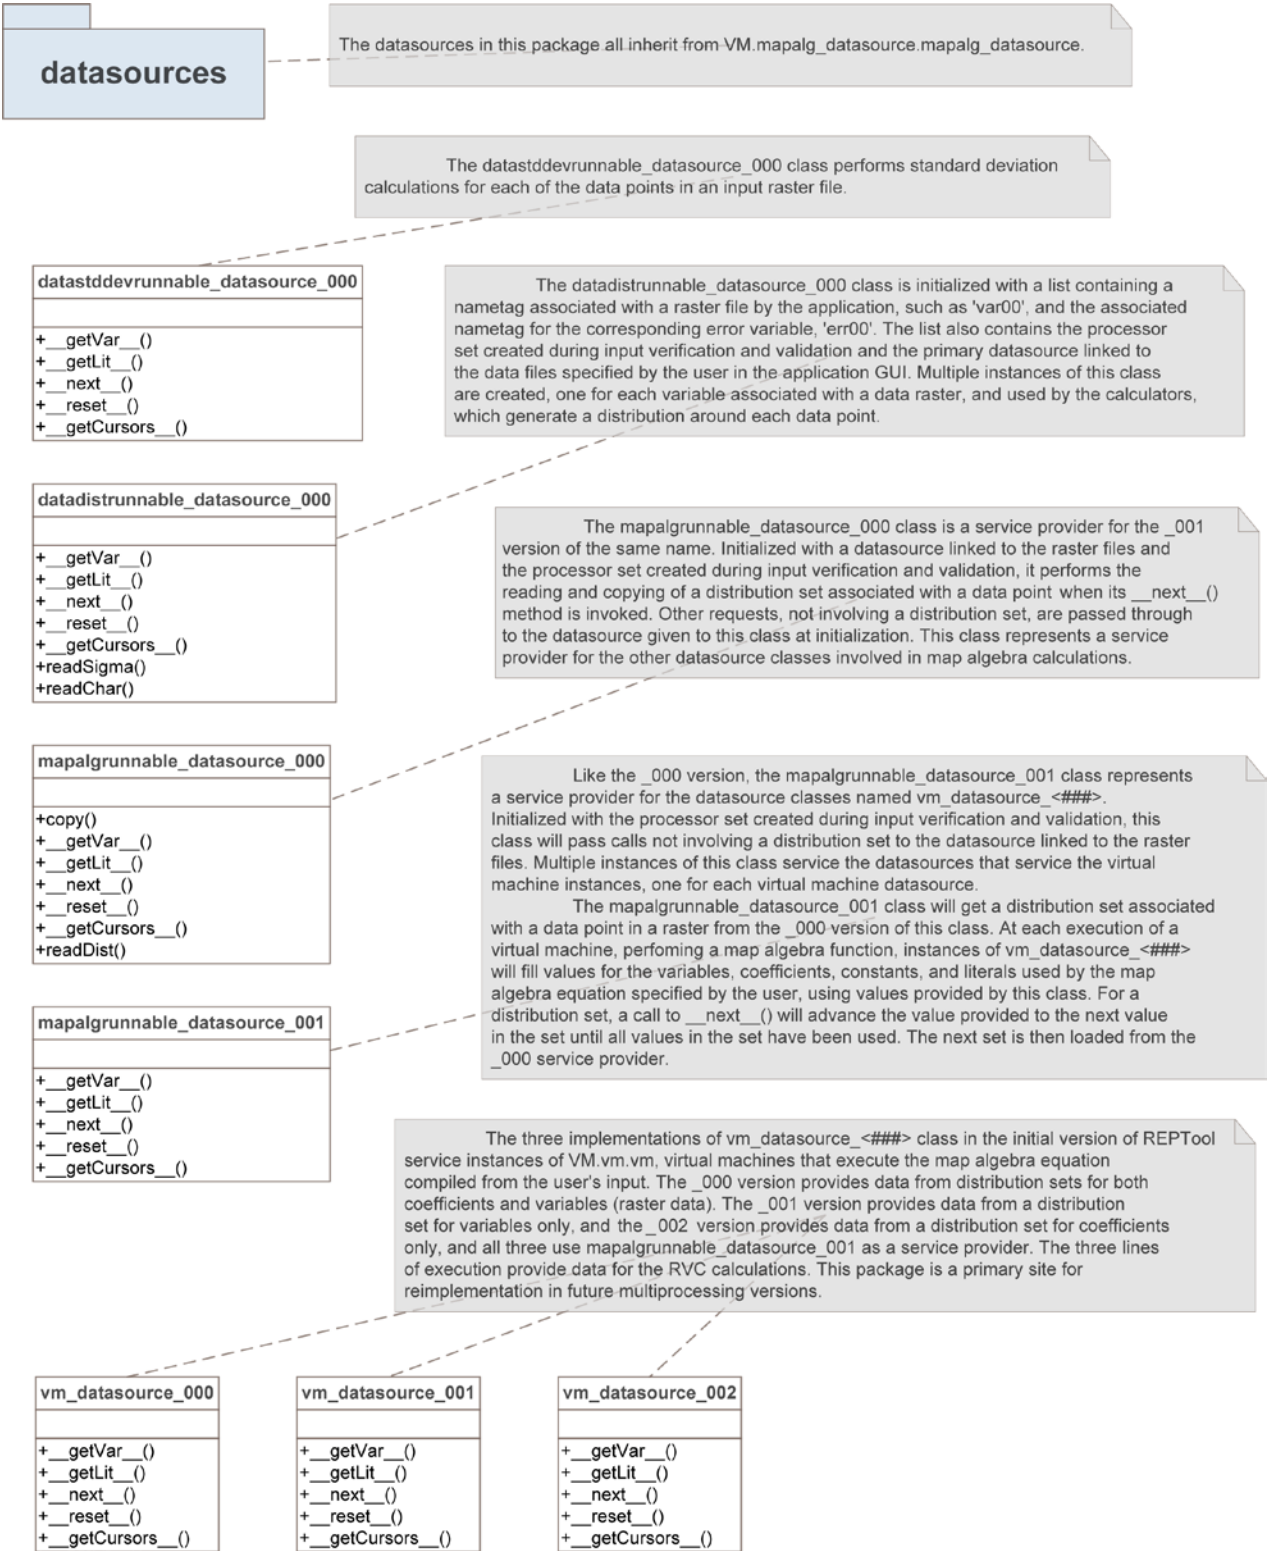 datasources
The datasources in this package all inherit from VM.mapalg_datasource.mapalg_datasource.
The datastddevrunnable_datasource_000 class performs standard deviation
calculations for each of the data points in an input raster file.
datastddevrunnable_datasource_000
+__getVar__()
+__getLit__()
+__next__()
+__reset__()
+__getCursors__()
The datadistrunnable_datasource_000 class is initialized with a list containing a
nametag associated with a raster file by the application, such as 'var00', and the associated
nametag for the corresponding error variable, 'err00'. The list also contains the processor
set created during input verification and validation and the primary datasource linked to
the data files specified by the user in the application GUI. Multiple instances of this class
are created, one for each variable associated with a data raster, and used by the calculators,
which generate a distribution around each data point.
datadistrunnable_datasource_000
+__getVar__()
+__getLit__()
+__next__()
+__reset__()
+__getCursors__()
+readSigma()
+readChar()
The mapalgrunnable_datasource_000 class is a service provider for the _001
version of the same name. Initialized with a datasource linked to the raster files and
the processor set created during input verification and validation, it performs the
reading and copying of a distribution set associated with a data point when its __next__()
method is invoked. Other requests, not involving a distribution set, are passed through
to the datasource given to this class at initialization. This class represents a service
provider for the other datasource classes involved in map algebra calculations.
mapalgrunnable_datasource_000
+copy()
+__getVar__()
+__getLit__()
+__next__()
+__reset__()
+__getCursors__()
+readDist()
Like the _000 version, the mapalgrunnable_datasource_001 class represents
a service provider for the datasource classes named vm_datasource_<###>.
Initialized with the processor set created during input verification and validation, this
class will pass calls not involving a distribution set to the datasource linked to the raster
files. Multiple instances of this class service the datasources that service the virtual
machine instances, one for each virtual machine datasource.
The mapalgrunnable_datasource_001 class will get a distribution set associated
with a data point in a raster from the _000 version of this class. At each execution of a
virtual machine, perfoming a map algebra function, instances of vm_datasource_<###>
will fill values for the variables, coefficients, constants, and literals used by the map
algebra equation specified by the user, using values provided by this class. For a
distribution set, a call to __next__() will advance the value provided to the next value
in the set until all values in the set have been used. The next set is then loaded from the
_000 service provider.
mapalgrunnable_datasource_001
+__getVar__()
+__getLit__()
+__next__()
+__reset__()
+__getCursors__()
The three implementations of vm_datasource_<###> class in the initial version of REPTool
service instances of VM.vm.vm, virtual machines that execute the map algebra equation
compiled from the user's input. The _000 version provides data from distribution sets for both
coefficients and variables (raster data). The _001 version provides data from a distribution
set for variables only, and the _002 version provides data from a distribution set for coefficients
only, and all three use mapalgrunnable_datasource_001 as a service provider. The three lines
of execution provide data for the RVC calculations. This package is a primary site for
reimplementation in future multiprocessing versions.
vm_datasource_000
+__getVar__()
+__getLit__()
+__next__()
+__reset__()
+__getCursors__()
vm_datasource_001
+__getVar__()
+__getLit__()
+__next__()
+__reset__()
+__getCursors__()
vm_datasource_002
+__getVar__()
+__getLit__()
+__next__()
+__reset__()
+__getCursors__()